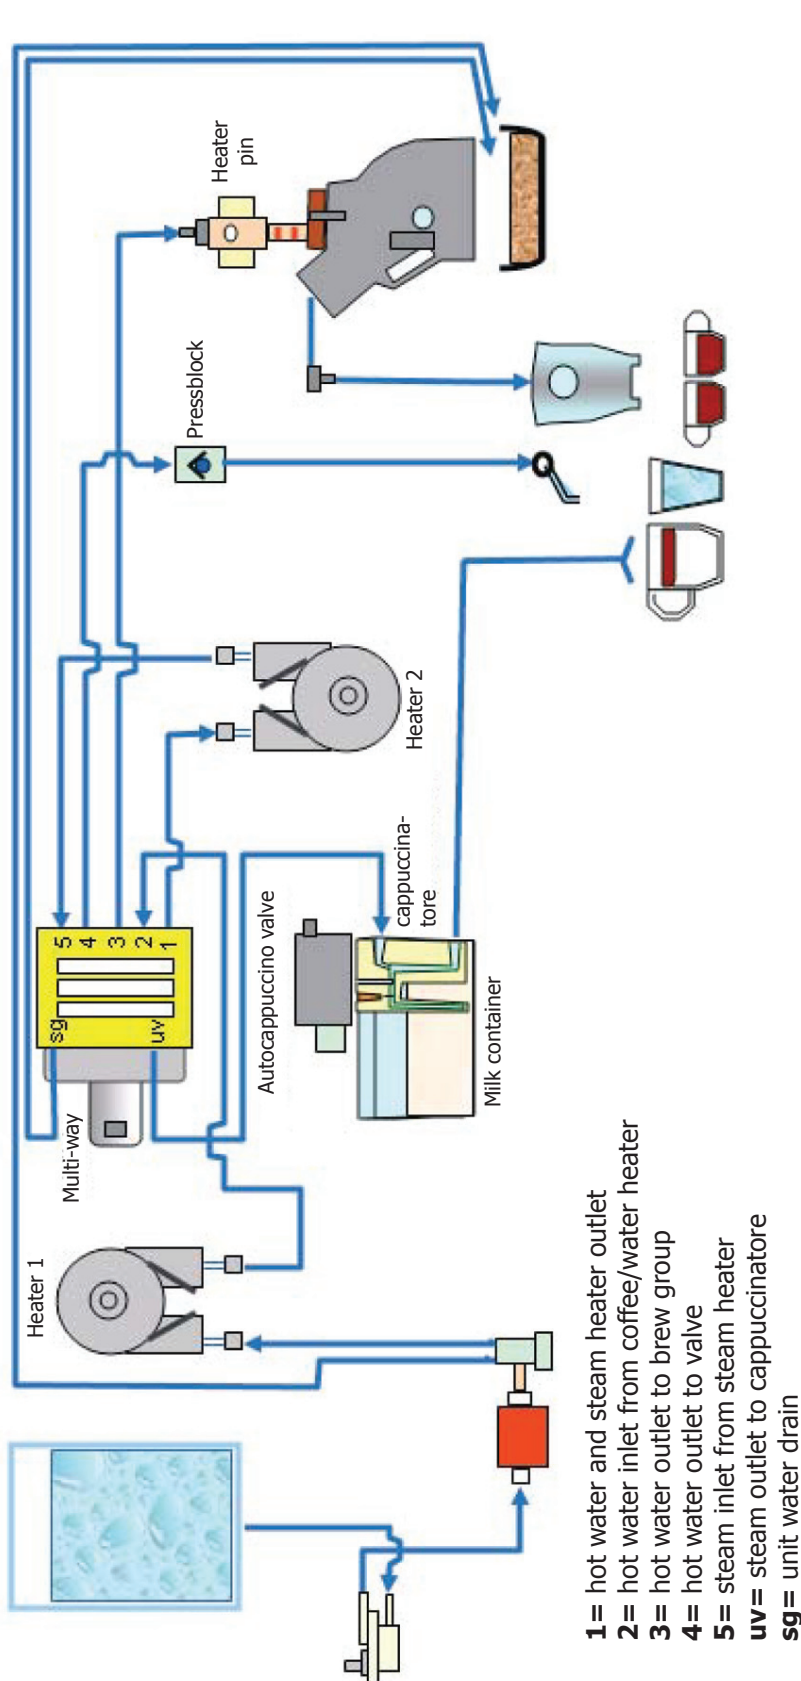 Heater
pin
Pressblock
Heater 2
cappuccina-
tore
Autocappuccino valve
Milk container
5
4
3
2
1
sg
uv
Multi-way
Heater 1
1= hot water and steam heater outlet
2= hot water inlet from coffee/water heater
3= hot water outlet to brew group
4= hot water outlet to valve
5= steam inlet from steam heater
uv= steam outlet to cappuccinatore
sg= unit water drain